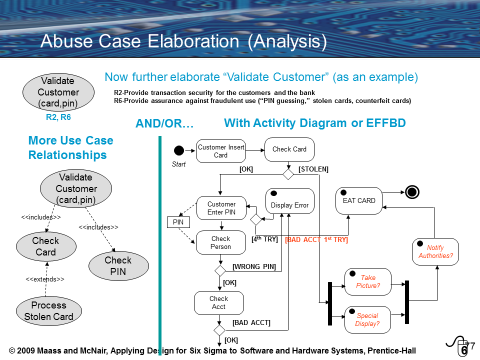 Abuse Case Elaboration (Analysis)
Validate
Customer
(card,pin)
R2, R6
Now further elaborate “Validate Customer” (as an example)
R2-Provide transaction security for the customers and the bank
R6-Provide assurance against fraudulent use (“PIN guessing,” stolen cards, counterfeit cards)
AND/OR…
With Activity Diagram or EFFBD
More Use Case
Relationships
Validate
Customer
(card,pin)
<<includes>>
<<includes>>
Check
Card
Check
PIN
<<extends>>
Process
Stolen Card
Start
Customer Insert
Card
Check Card
[OK]
[STOLEN]
Customer
Enter PIN
Display Error
EAT CARD
PIN
[4th TRY]
[BAD ACCT 1st TRY]
Check
Person
Notify
Authorities?
[WRONG PIN]
[OK]
Take
Picture?
Check
Acct
Special
Display?
[BAD ACCT]
[OK]
© 2009 Maass and McNair, Applying Design for Six Sigma to Software and Hardware Systems, Prentice-Hall
6